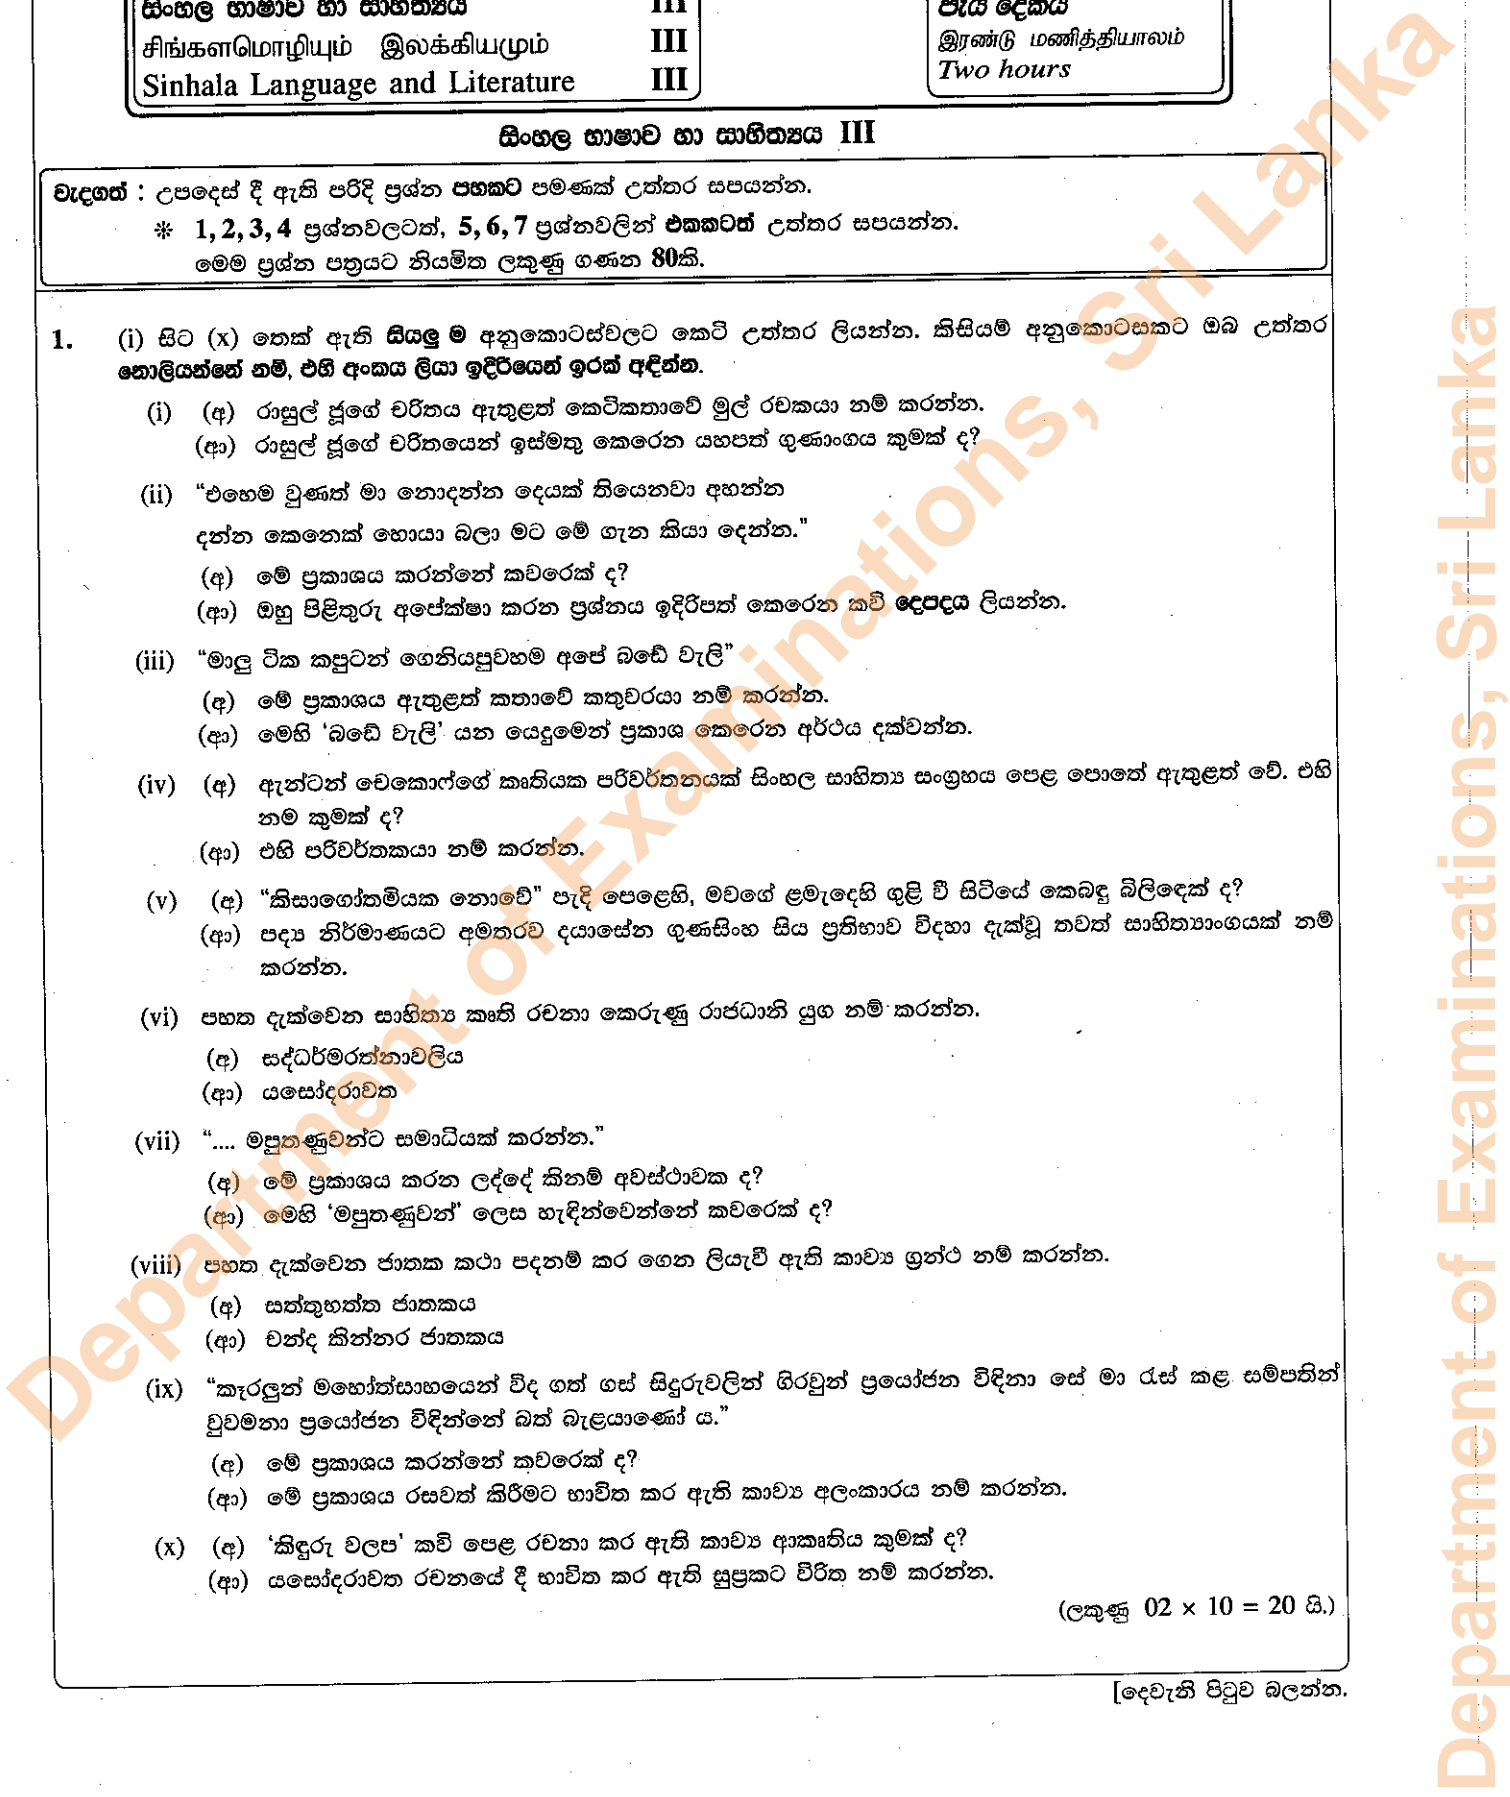 සිංහල භාෂාව හා සාහිත්‍යය III
பැය දෙකයි
சிங்களமொழியும் இலக்கியமும் III
இரண்டு மணித்தியாலம்
Sinhala Language and Literature III
Two hours
සිංහල භාෂාව හා සාහිත්‍යය III
වැදගත් : උපදෙස් දී ඇති පරිදි ප්‍රශ්න පහකට පමණක් උත්තර සපයන්න.
❊ 1, 2, 3, 4 ප්‍රශ්නවලටත්, 5, 6, 7 ප්‍රශ්නවලින් එකකටත් උත්තර සපයන්න.
මෙම ප්‍රශ්න පත්‍රයට නියමිත ලකුණු ගණන 80කි.
1. (i) සිට (x) තෙක් ඇති සියලු ම අනුකොටස්වලට කෙටි උත්තර ලියන්න. කිසියම් අනුකොටසකට ඔබ උත්තර
නොලියන්නේ නම්, එහි අංකය ලියා ඉදිරියෙන් ඉරක් අඳින්න.
(i) (අ) රාසුල් ජූගේ චරිතය ඇතුළත් කෙටිකතාවේ මුල් රචකයා නම් කරන්න.
(ආ) රාසුල් ජූගේ චරිතයෙන් ඉස්මතු කෙරෙන යහපත් ගුණාංගය කුමක් ද?
(ii) “එහෙම වුණත් මා නොදන්න දෙයක් තියෙනවා අහන්න
දන්න කෙනෙක් හොයා බලා මට මේ ගැන කියා දෙන්න.”
(අ) මේ ප්‍රකාශය කරන්නේ කවරෙක් ද?
(ආ) ඔහු පිළිතුරු අපේක්ෂා කරන ප්‍රශ්නය ඉදිරිපත් කෙරෙන කවි දෙපදය ලියන්න.
(iii) “මාලු ටික කපුටන් ගෙනියපුවහම අපේ බඩේ වැලි”
(අ) මේ ප්‍රකාශය ඇතුළත් කතාවේ කතුවරයා නම් කරන්න.
(ආ) මෙහි ‘බඩේ වැලි’ යන යෙදුමෙන් ප්‍රකාශ කෙරෙන අර්ථය දක්වන්න.
(iv) (අ) ඇන්ටන් චෙකොෆ්ගේ කෘතියක පරිවර්තනයක් සිංහල සාහිත්‍ය සංග්‍රහය පෙළ පොතේ ඇතුළත් වේ. එහි
නම කුමක් ද?
(ආ) එහි පරිවර්තකයා නම් කරන්න.
(v) (අ) “කිසාගෝතමියක නොවේ” පැදි පෙළෙහි, මවගේ ළමැදෙහි ගුළි වී සිටියේ කෙබඳු බිලිඳෙක් ද?
(ආ) පද්‍ය නිර්මාණයට අමතරව දයාසේන ගුණසිංහ සිය ප්‍රතිභාව විදහා දැක්වූ තවත් සාහිත්‍යාංගයක් නම්
කරන්න.
(vi) පහත දැක්වෙන සාහිත්‍ය කෘති රචනා කෙරුණු රාජධානි යුග නම් කරන්න.
(අ) සද්ධර්මරත්නාවලිය
(ආ) යසෝදරාවත
(vii) “.... මපුතණුවන්ට සමාධියක් කරන්න.”
(අ) මේ ප්‍රකාශය කරන ලද්දේ කිනම් අවස්ථාවක ද?
(ආ) මෙහි ‘මපුතණුවන්’ ලෙස හැඳින්වෙන්නේ කවරෙක් ද?
(viii) පහත දැක්වෙන ජාතක කථා පදනම් කර ගෙන ලියැවී ඇති කාව්‍ය ග්‍රන්ථ නම් කරන්න.
(අ) සත්තුභත්ත ජාතකය
(ආ) චන්ද කින්නර ජාතකය
(ix) “කෑරලුන් මහෝත්සාහයෙන් විද ගත් ගස් සිදුරුවලින් ගිරවුන් ප්‍රයෝජන විඳිනා සේ මා රැස් කළ සම්පතින්
වුවමනා ප්‍රයෝජන විඳින්නේ බත් බැළයාණෝ ය.”
(අ) මේ ප්‍රකාශය කරන්නේ කවරෙක් ද?
(ආ) මේ ප්‍රකාශය රසවත් කිරීමට භාවිත කර ඇති කාව්‍ය අලංකාරය නම් කරන්න.
(x) (අ) ‘කිඳුරු වලප’ කවි පෙළ රචනා කර ඇති කාව්‍ය ආකෘතිය කුමක් ද?
(ආ) යසෝදරාවත රචනයේ දී භාවිත කර ඇති සුප්‍රකට විරිත නම් කරන්න.
(ලකුණු 02 × 10 = 20 යි.)
[දෙවැනි පිටුව බලන්න.
Department of Examinations, Sri Lanka
Department of Examinations, Sri Lanka